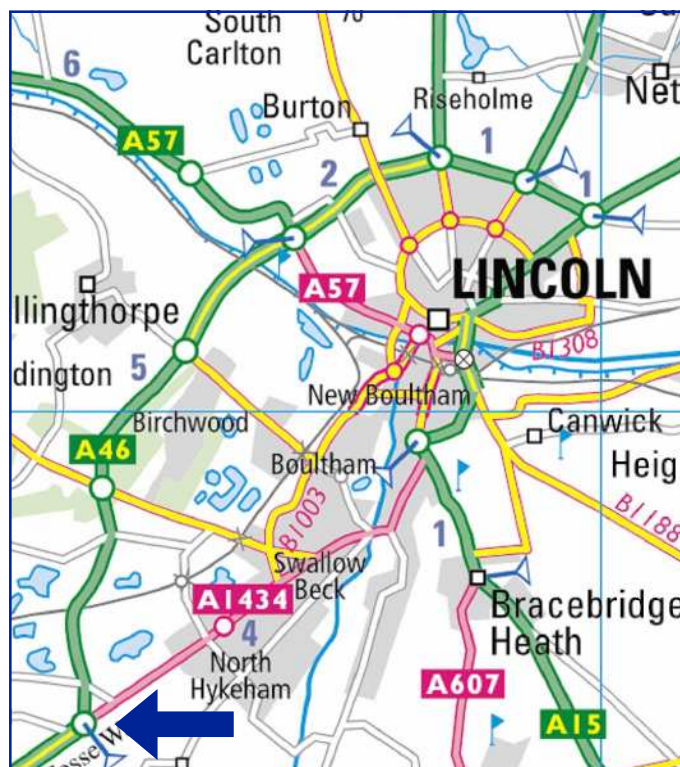 South
Carlton
6
Burton
Riseholme
Net
A57
2
1
1
A57
LINCOLN
llingthorpe
5
dington
B1308
New Boultham
Birchwood
Canwick
A46
Boultham
Heig
B1003
B1188
1
Swallow
Beck
A1434
4
Bracebridge
Heath
North
Hykeham
A607
A15
osse W